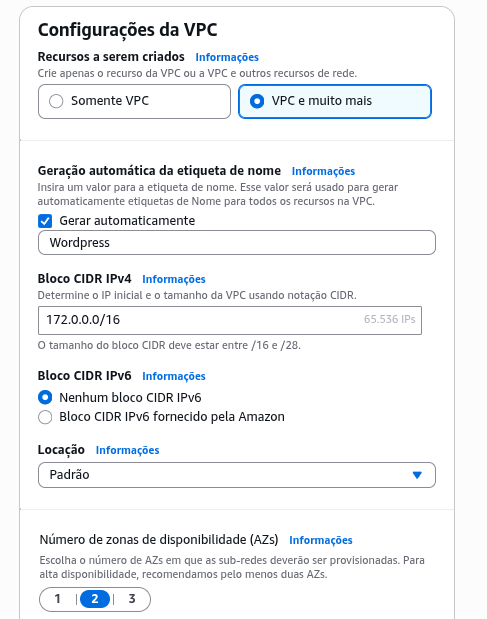 Configurações da VPC
Recursos a serem criados Informações
Crie apenas o recurso da VPC ou a VPC e outros recursos de rede.
Somente VPC VPC e muito mais
Geração automática da etiqueta de nome Informações
Insira um valor para a etiqueta de nome. Esse valor será usado para gerar
automaticamente etiquetas de Nome para todos os recursos na VPC.
Gerar automaticamente
Wordpress
Bloco CIDR IPv4 Informações
Determine o IP inicial e o tamanho da VPC usando notação CIDR.
172.0.0.0/16 65.536 IPs
O tamanho do bloco CIDR deve estar entre /16 e /28.
Bloco CIDR IPv6 Informações
Nenhum bloco CIDR IPv6
Bloco CIDR IPv6 fornecido pela Amazon
Locação Informações
Padrão
Número de zonas de disponibilidade (AZs) Informações
Escolha o número de AZs em que as sub-redes deverão ser provisionadas. Para
alta disponibilidade, recomendamos pelo menos duas AZs.
1 2 3